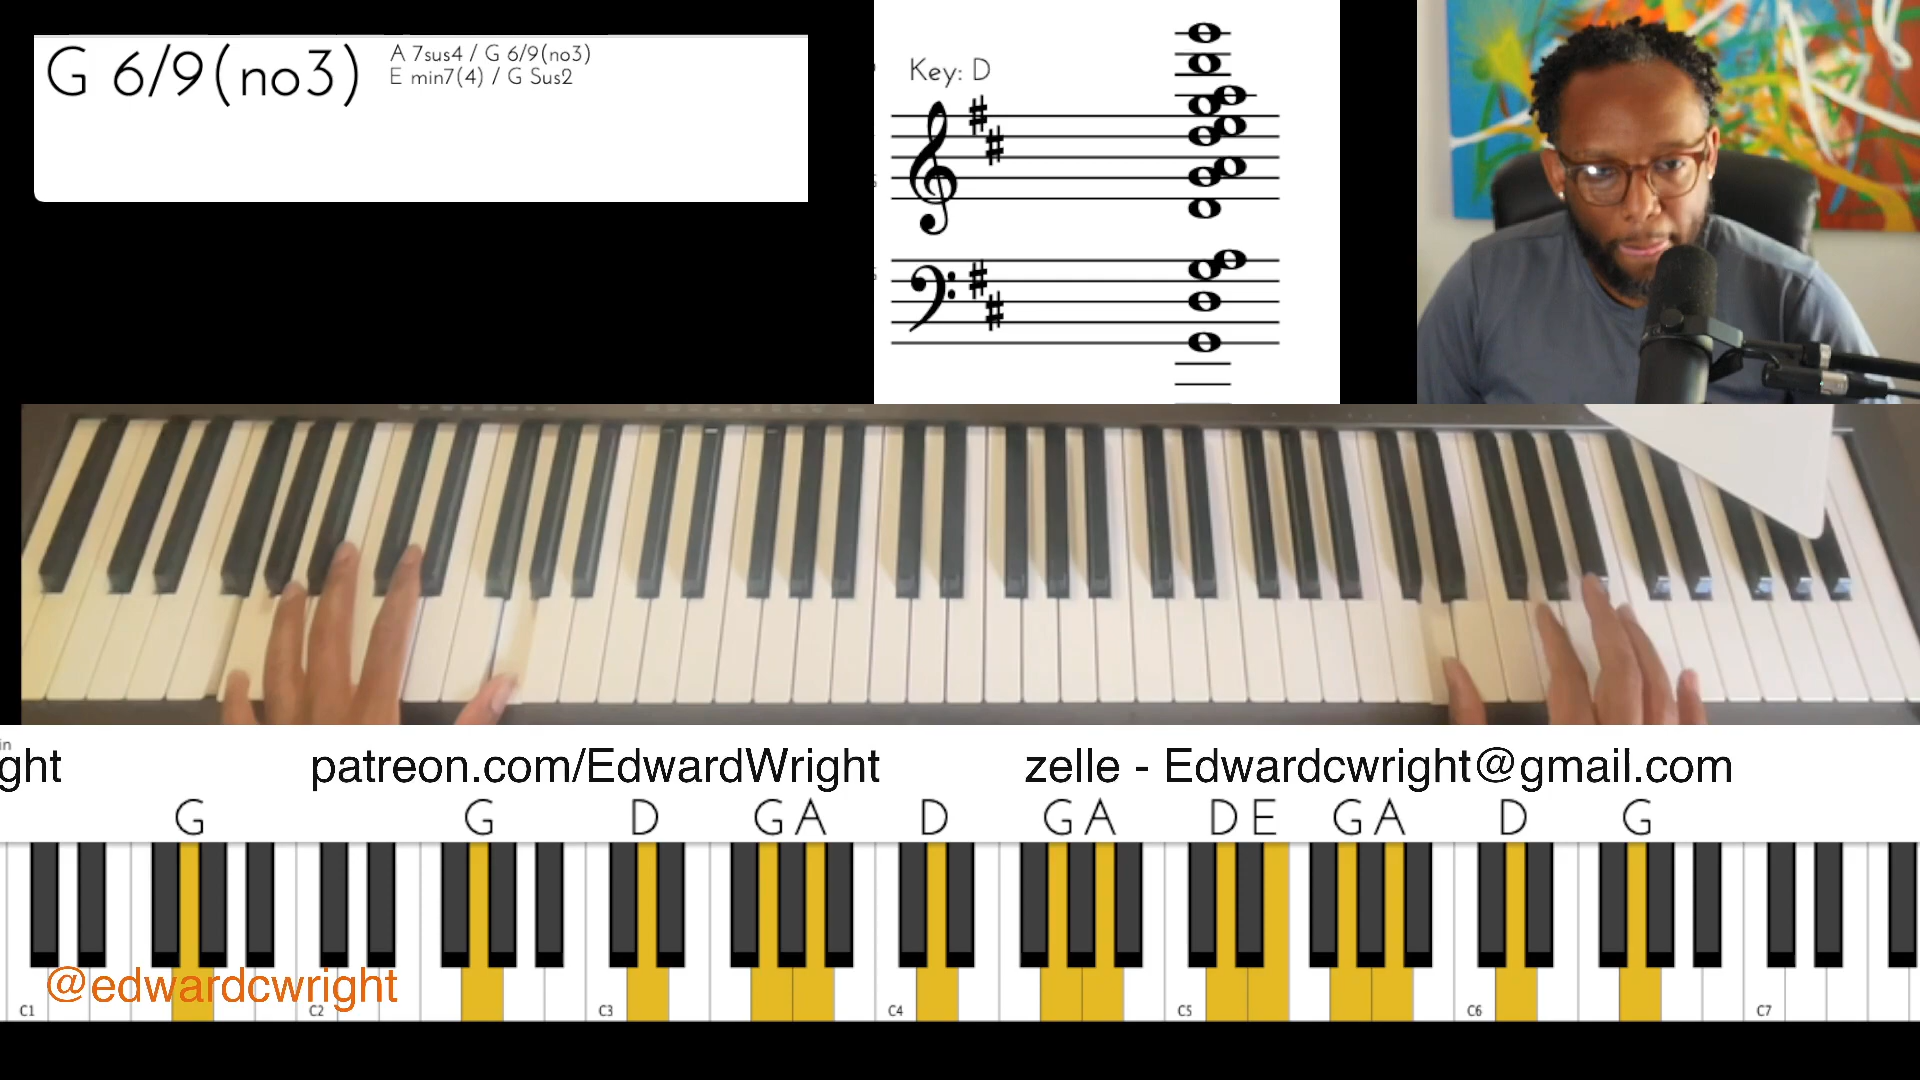 G 6/9(no3)
A 7sus4 / G 6/9(no3)
E min7(4) / G Sus2
Key: D
in
ght patreon.com/EdwardWright zelle - Edwardcwright@gmail.com
G G D G A D G A D E G A D G
@edwardcwright
C1 C2 C3 C4 C5 C6 C7